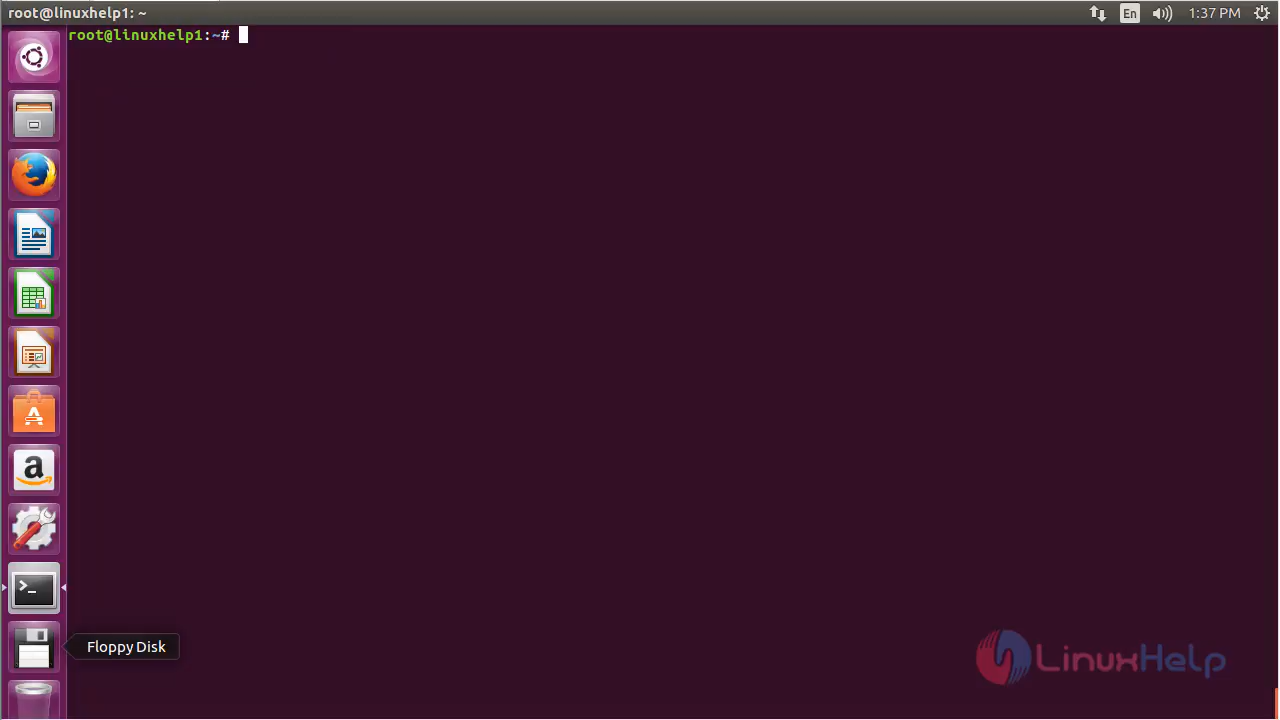 root@linuxhelp1: ~
En
1:37 PM
root@linuxhelp1:~#
Floppy Disk
LinuxHelp